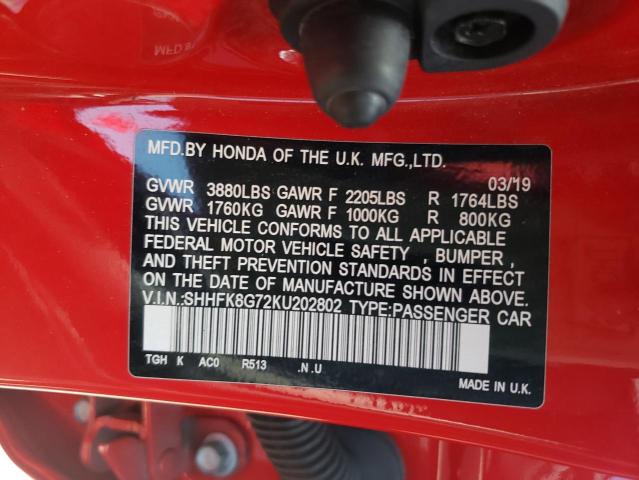 MFD.BY HONDA OF THE U.K. MFG.,LTD.
03/19
GVWR 3880LBS GAWR F 2205LBS R 1764LBS
GVWR 1760KG GAWR F 1000KG R 800KG
THIS VEHICLE CONFORMS TO ALL APPLICABLE
FEDERAL MOTOR VEHICLE SAFETY , BUMPER ,
AND THEFT PREVENTION STANDARDS IN EFFECT
ON THE DATE OF MANUFACTURE SHOWN ABOVE.
V.I.N.:SHHFK8G72KU202802 TYPE:PASSENGER CAR
TGH K AC0 R513 .N.U
MADE IN U.K.